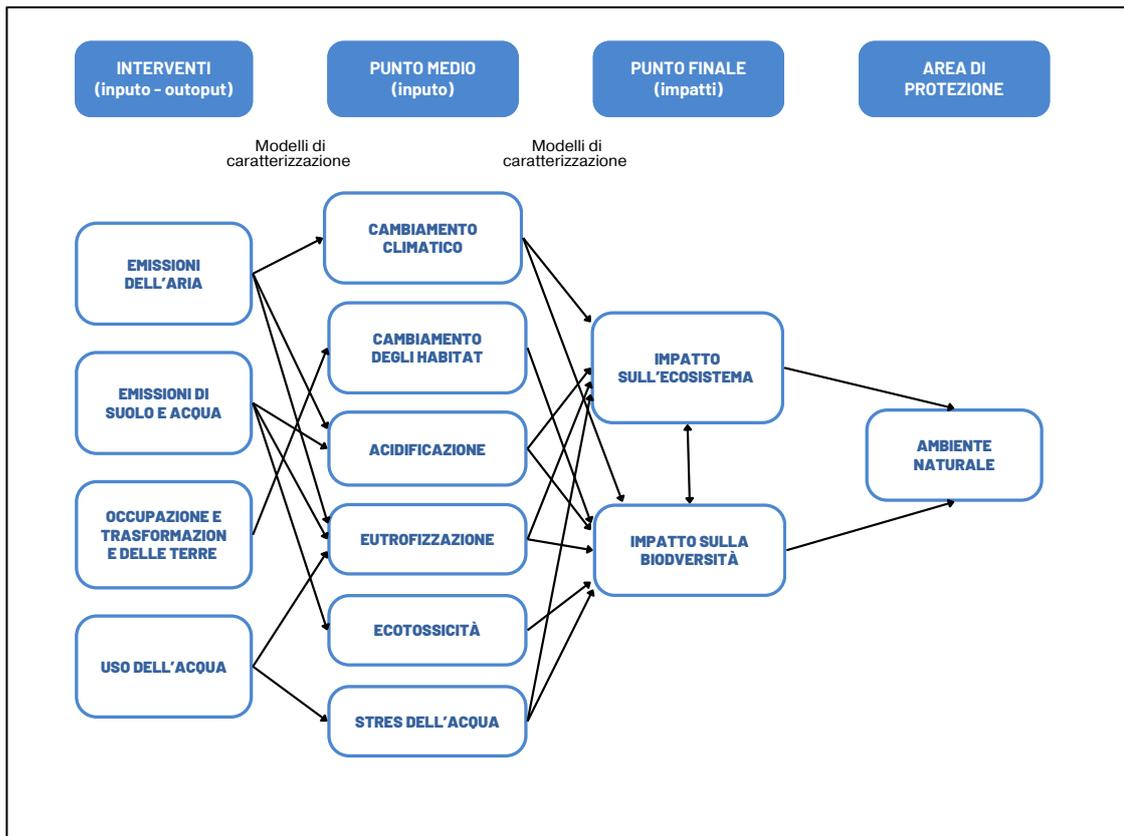 INTERVENTI
(inputo - outoput)
PUNTO MEDIO
(inputo)
PUNTO FINALE
(impatti)
AREA DI
PROTEZIONE
Modelli di
caratterizzazione
Modelli di
caratterizzazione
EMISSIONI
DELL'ARIA
EMISSIONI DI
SUOLO E ACQUA
OCCUPAZIONE E
TRASFORMAZION
E DELLE TERRE
USO DELL'ACQUA
CAMBIAMENTO
CLIMATICO
CAMBIAMENTO
DEGLI HABITAT
ACIDIFICAZIONE
EUTROFIZZAZIONE
ECOTOSSICITÀ
STRES DELL'ACQUA
IMPATTO
SULL'ECOSISTEMA
IMPATTO SULLA
BIODVERSITÀ
AMBIENTE
NATURALE